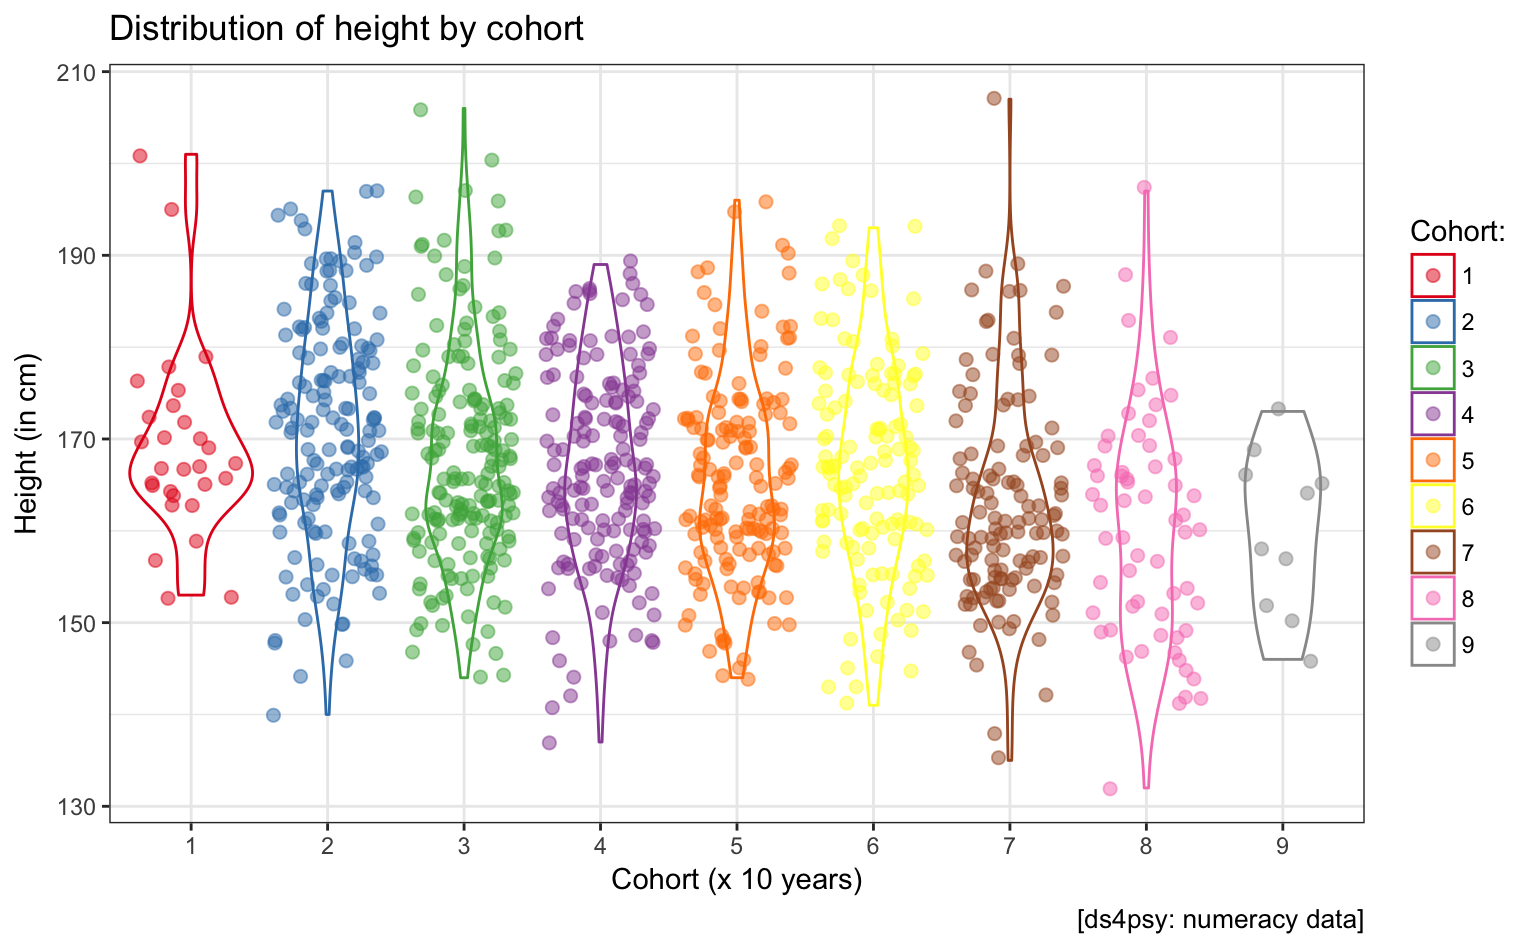 Distribution of height by cohort
Height (in cm)
210
190
170
150
130
1 2 3 4 5 6 7 8 9
Cohort (x 10 years)
Cohort:
1
2
3
4
5
6
7
8
9
[ds4psy: numeracy data]